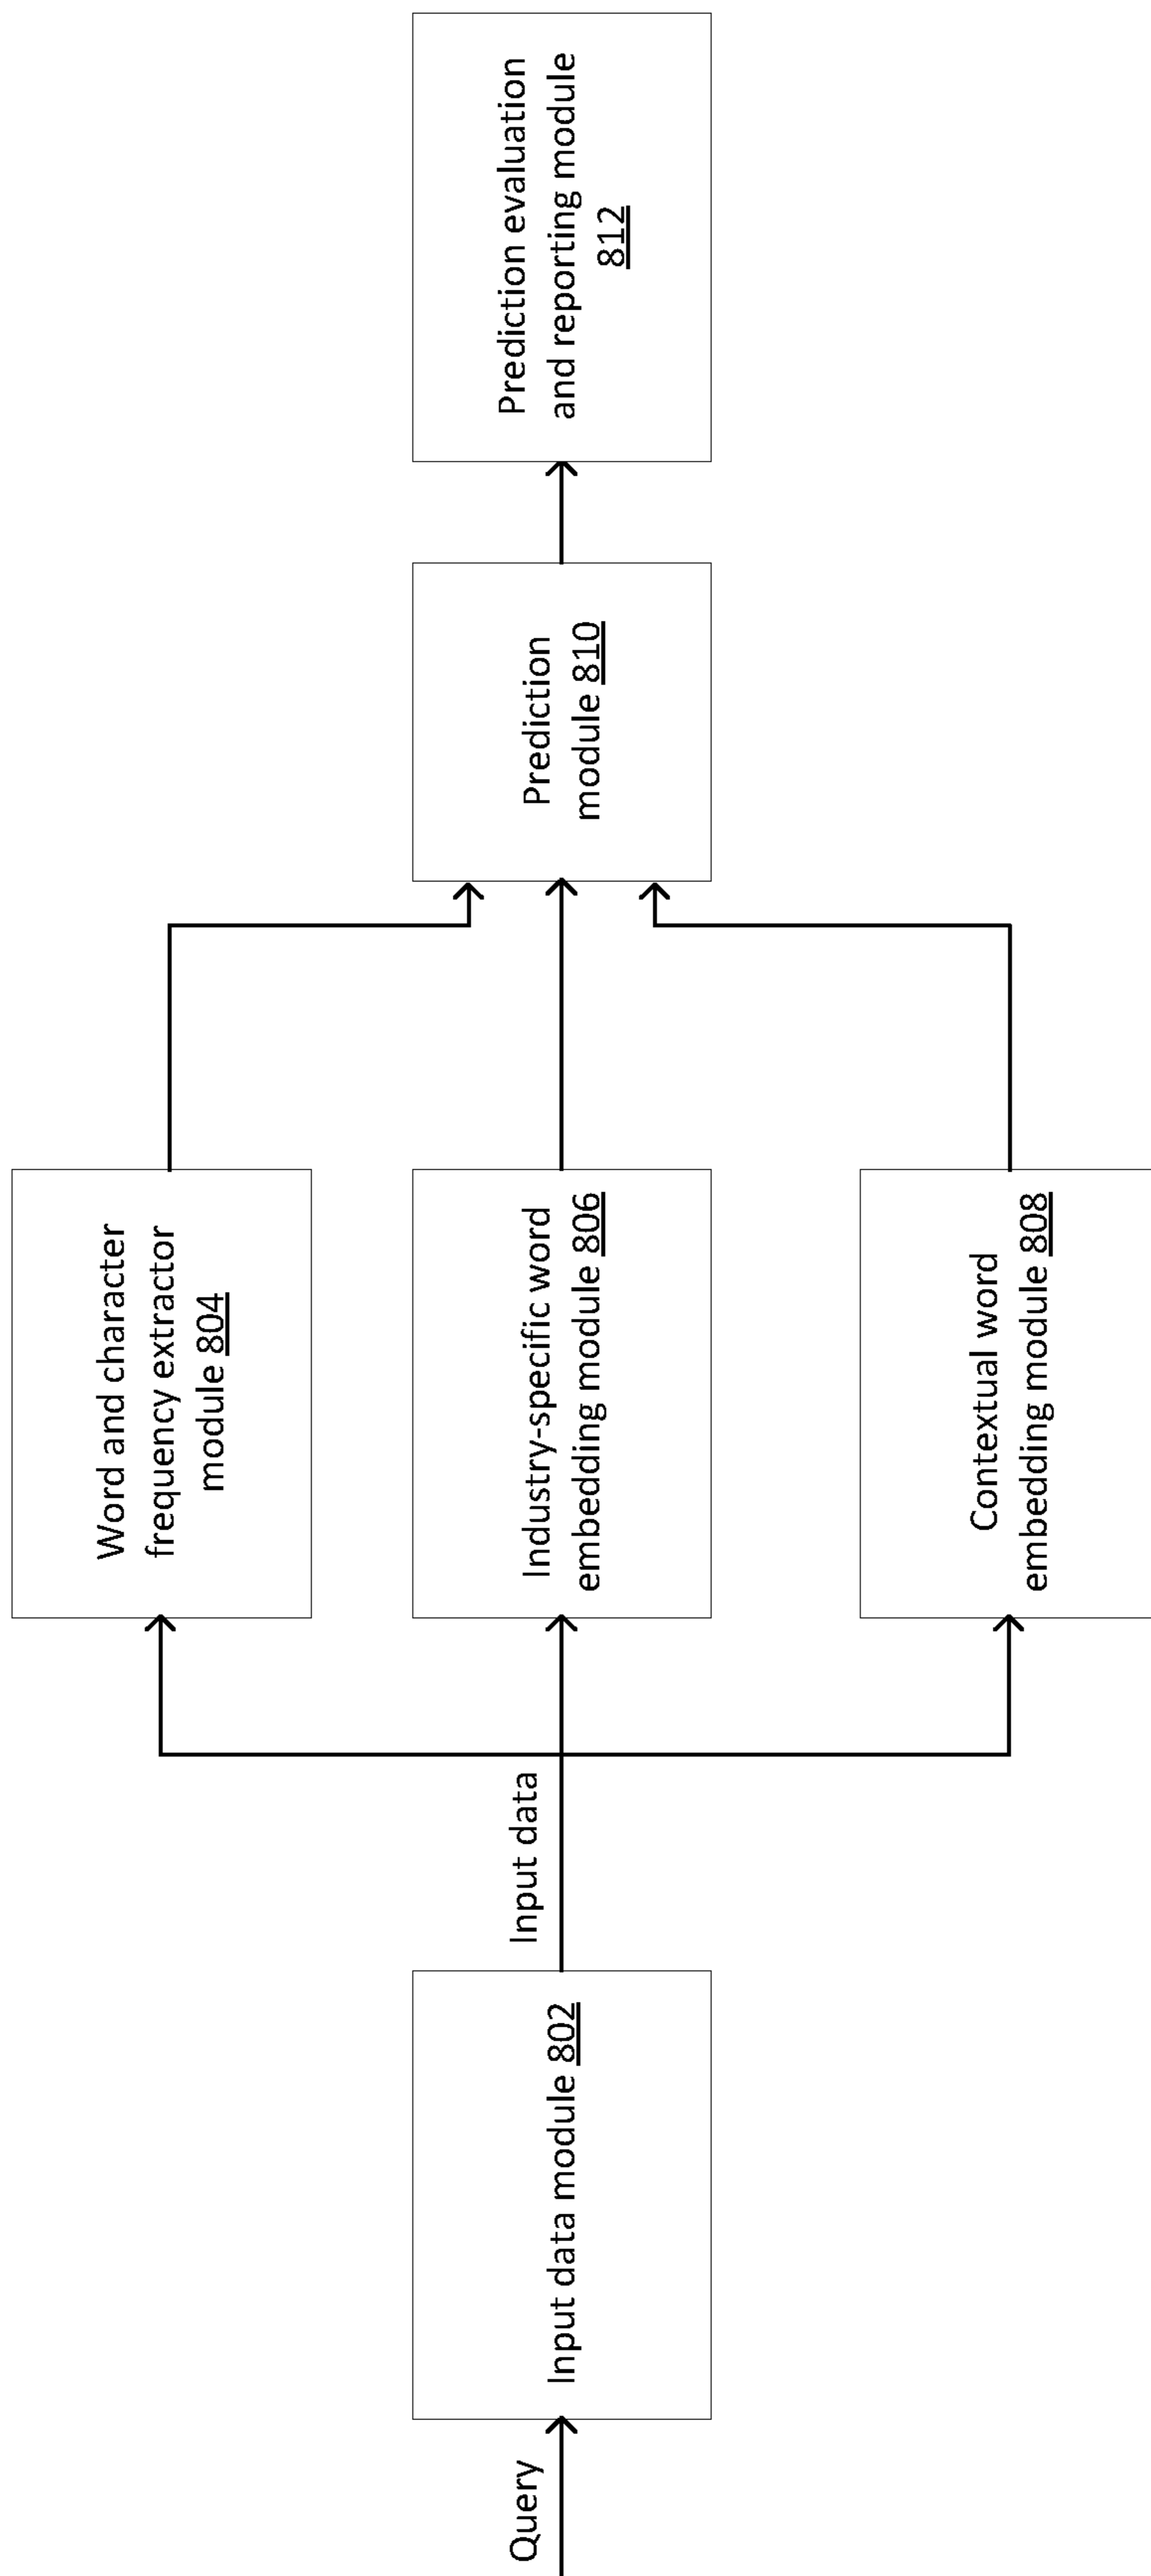 Query
Input data module 802
Input data
Word and character
frequency extractor
module 804
Industry-specific word
embedding module 806
Contextual word
embedding module 808
Prediction
module 810
Prediction evaluation
and reporting module
812